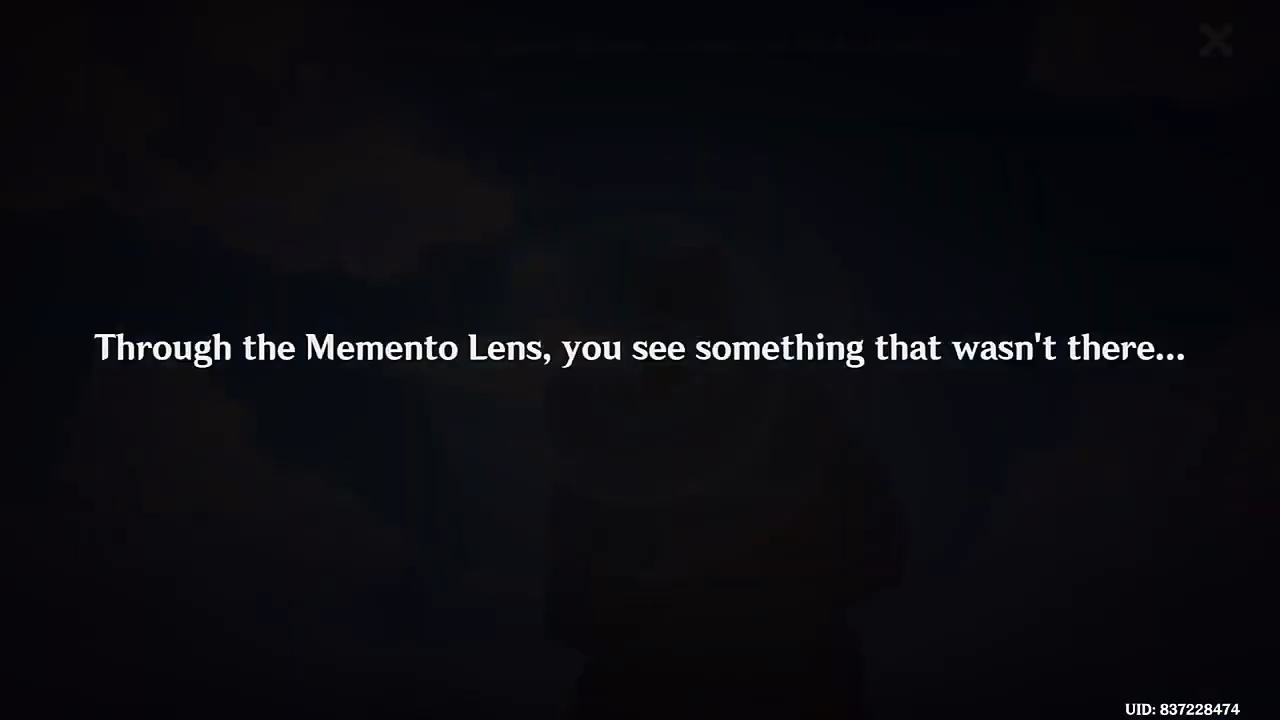 Through the Memento Lens, you see something that wasn't there...
UID: 837228474